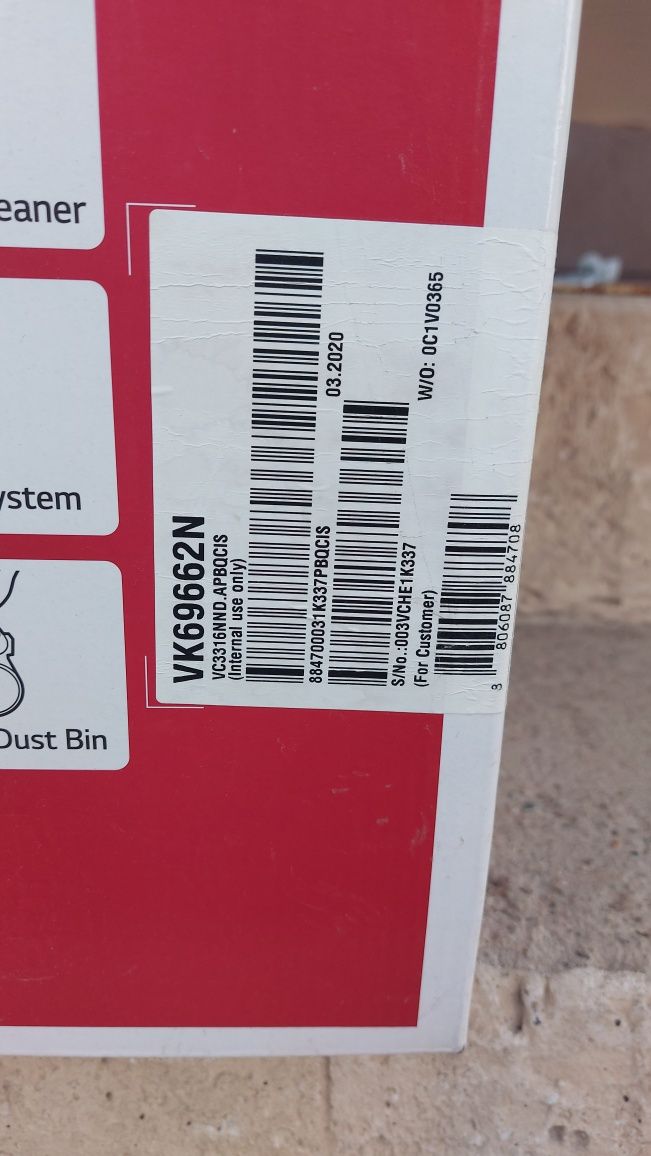 eaner
ystem
Dust Bin
VK69662N
VC3316NND.APBQCIS
(Internal use only)
884700031K337PBQCIS
03.2020
S/No.:003VCHE1K337
(For Customer)
W/O: 0C1V0365
8 806087 884708